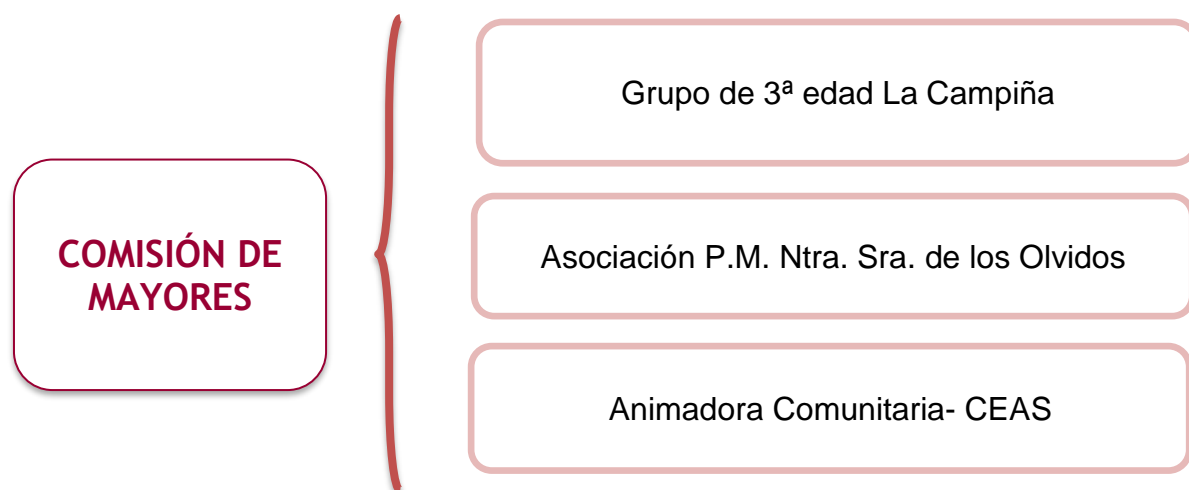 COMISIÓN DE
MAYORES
Grupo de 3ª edad La Campiña
Asociación P.M. Ntra. Sra. de los Olvidos
Animadora Comunitaria- CEAS